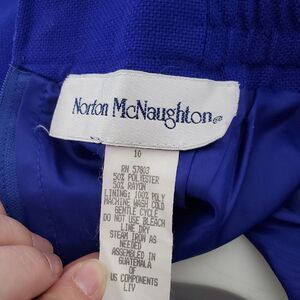 Norton McNaughton®
10
RN 57803
50% POLYESTER
50% RAYON
LINING: 100% POLY
MACHINE WASH COLD
GENTLE CYCLE
DO NOT USE BLEACH
LINE DRY
STEAM IRON AS
NEEDED
ASSEMBLED IN
GUATEMALA
OF
US COMPONENTS
LIV